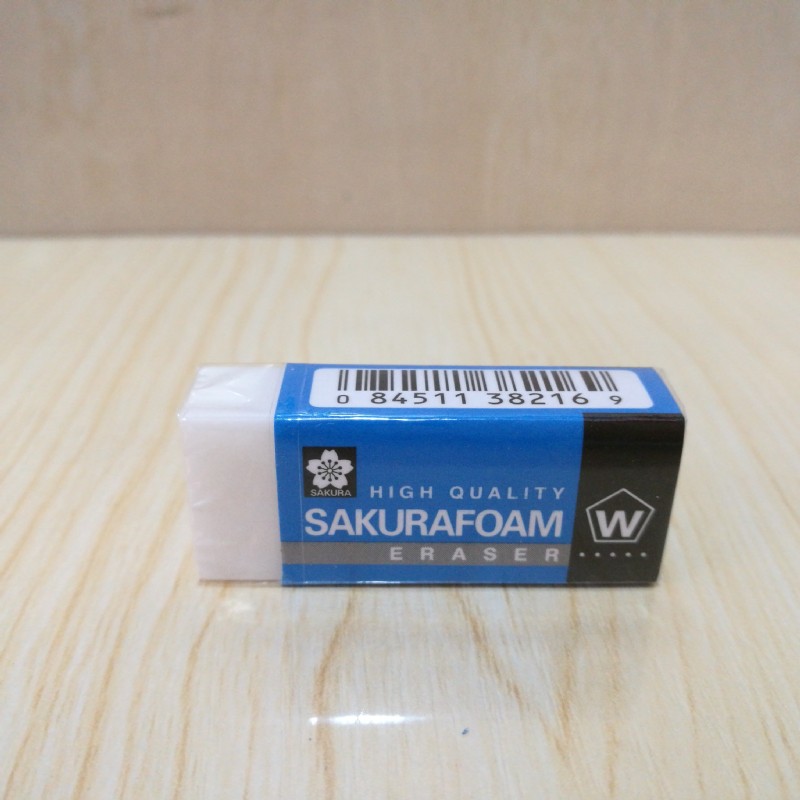 0 84511 38216 9
SAKURA
HIGH QUALITY
SAKURAFOAM
ERASER
W